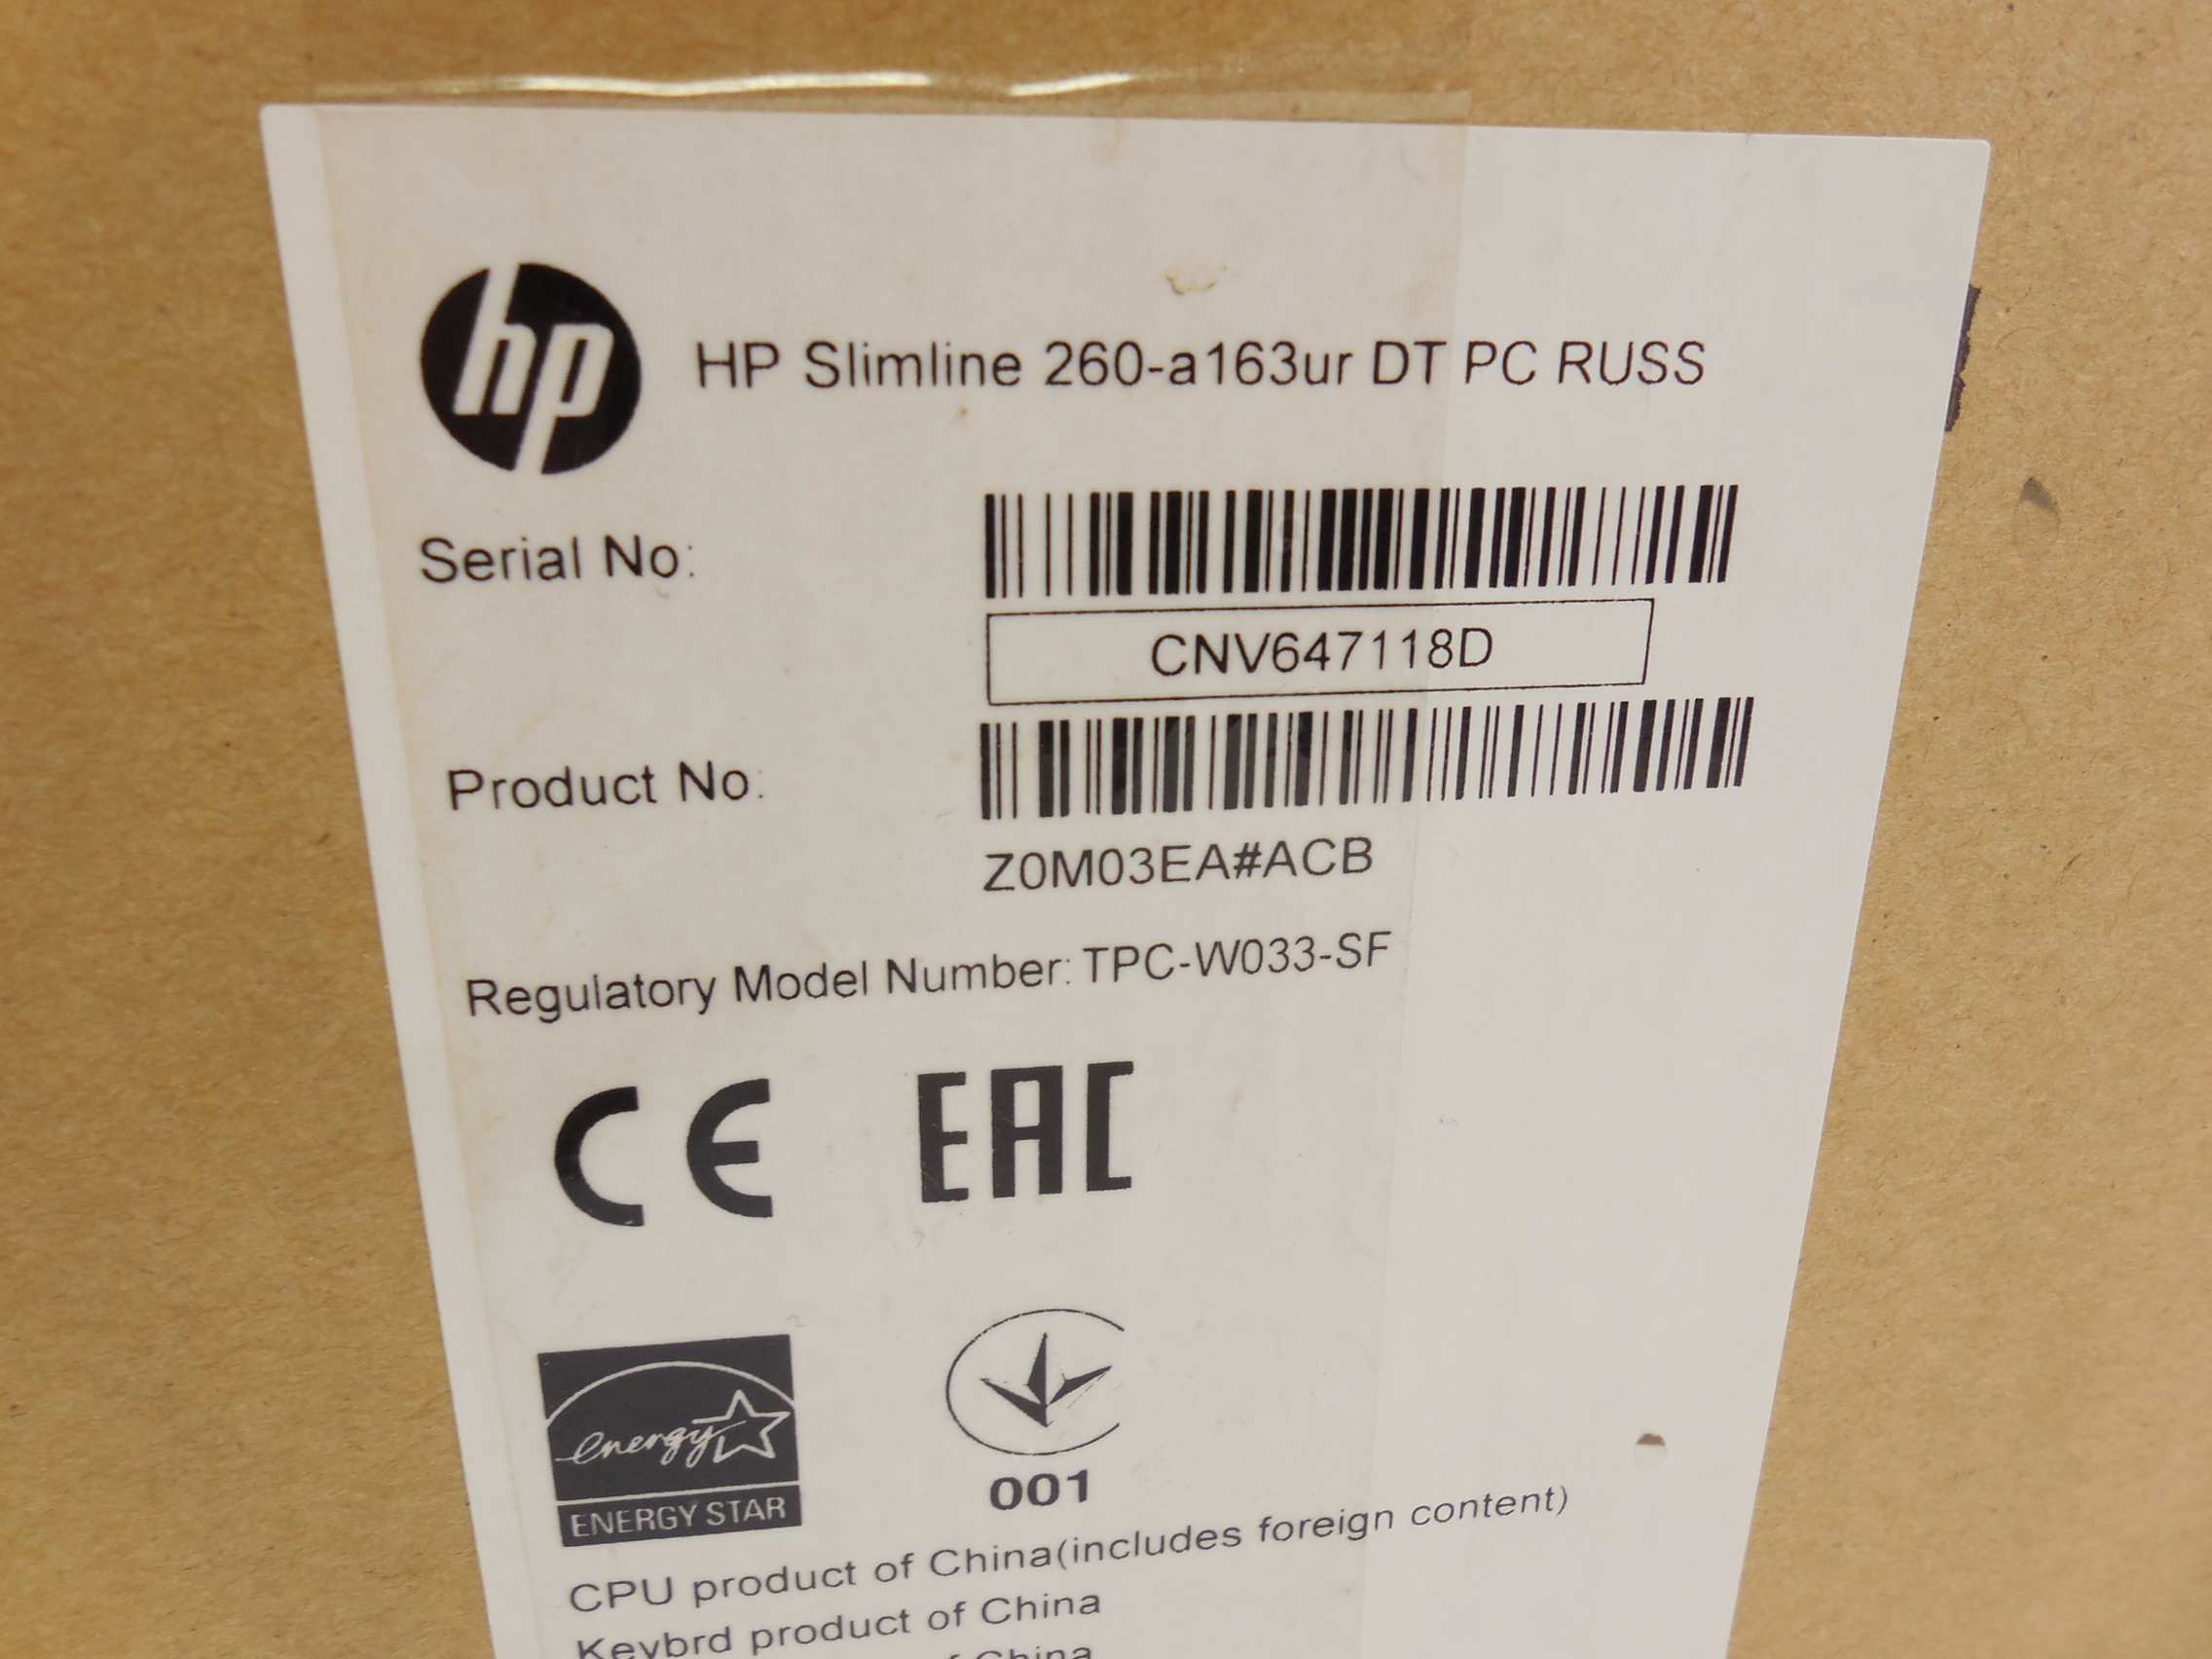 hp
HP Slimline 260-a163ur DT PC RUSS
Serial No:
CNV647118D
Product No:
Z0M03EA#ACB
Regulatory Model Number: TPC-W033-SF
CE EAC
energy
ENERGY STAR
001
CPU product of China(includes foreign content)
Keybrd product of China
China